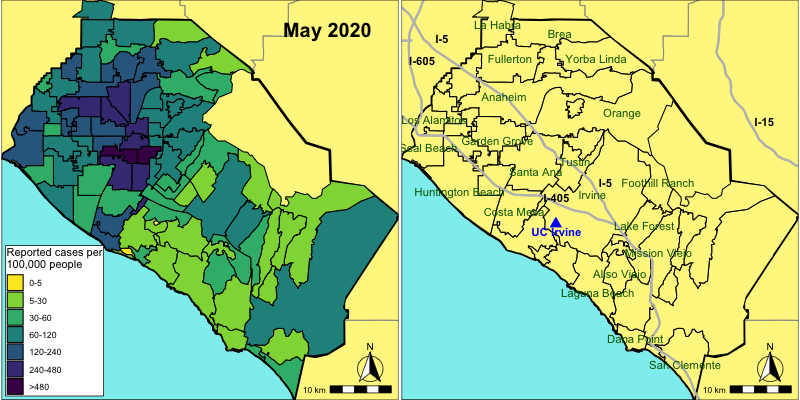 May 2020
Reported cases per
100,000 people
0-5
5-30
30-60
60-120
120-240
240-480
>480
N
10 km
La Habra
Brea
I-5
I-605
Fullerton
Yorba Linda
Anaheim
Orange
I-15
Los Alamitos
Seal Beach
Garden Grove
Tustin
Santa Ana
I-5
Foothill Ranch
Huntington Beach
I-405
Irvine
Costa Mesa
UC Irvine
Lake Forest
Mission Viejo
Aliso Viejo
Laguna Beach
Dana Point
San Clemente
N
10 km